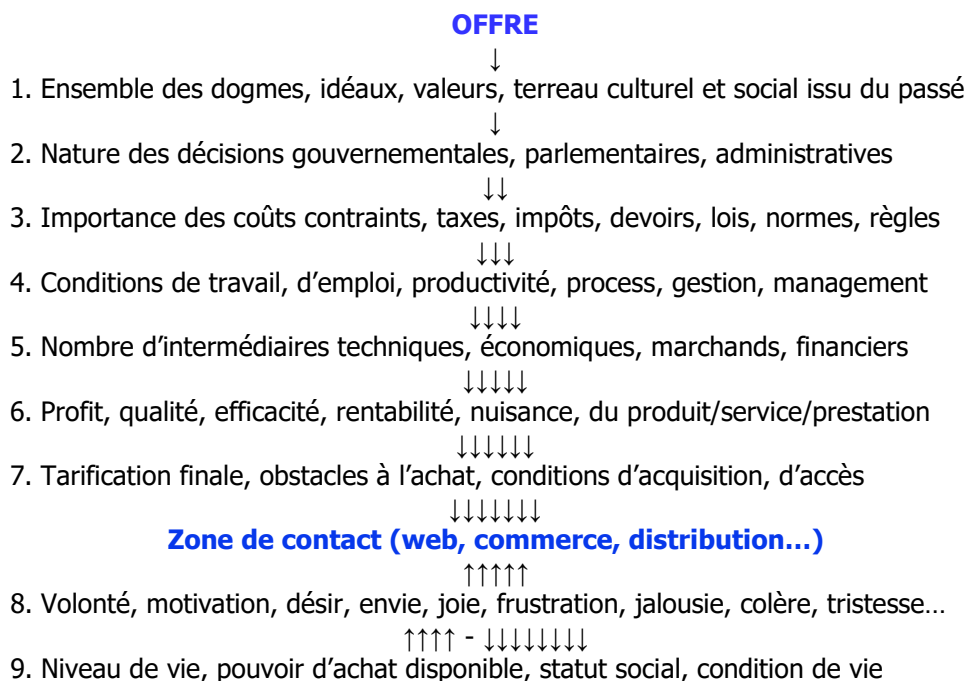 OFFRE
↓
1. Ensemble des dogmes, idéaux, valeurs, terreau culturel et social issu du passé
↓
2. Nature des décisions gouvernementales, parlementaires, administratives
↓↓
3. Importance des coûts contraints, taxes, impôts, devoirs, lois, normes, règles
↓↓↓
4. Conditions de travail, d’emploi, productivité, process, gestion, management
↓↓↓↓
5. Nombre d’intermédiaires techniques, économiques, marchands, financiers
↓↓↓↓↓
6. Profit, qualité, efficacité, rentabilité, nuisance, du produit/service/prestation
↓↓↓↓↓↓
7. Tarification finale, obstacles à l’achat, conditions d’acquisition, d’accès
↓↓↓↓↓↓↓
Zone de contact (web, commerce, distribution…)
↑↑↑↑↑
8. Volonté, motivation, désir, envie, joie, frustration, jalousie, colère, tristesse…
↑↑↑↑ - ↓↓↓↓↓↓↓↓
9. Niveau de vie, pouvoir d’achat disponible, statut social, condition de vie